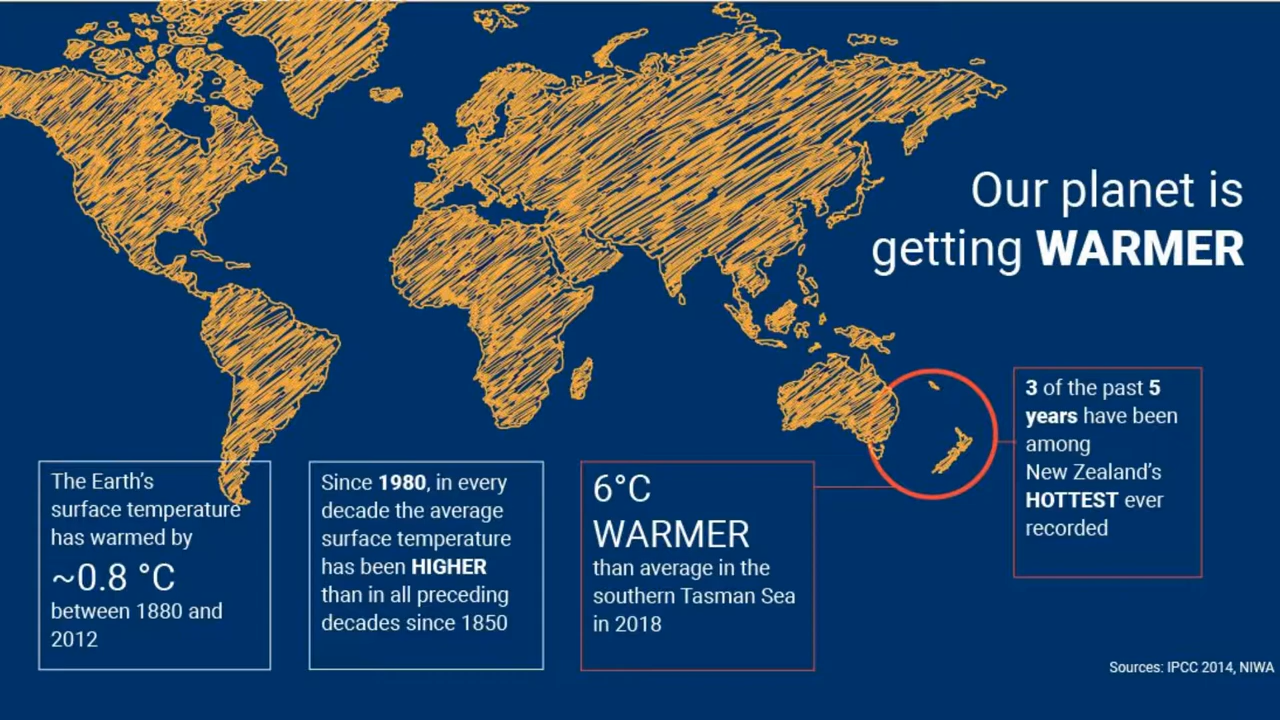 Our planet is
getting WARMER
3 of the past 5
years have been
among
New Zealand's
HOTTEST ever
recorded
The Earth's
surface temperature
has warmed by
~0.8 °C
between 1880 and
2012
Since 1980, in every
decade the average
surface temperature
has been HIGHER
than in all preceding
decades since 1850
6°C
WARMER
than average in the
southern Tasman Sea
in 2018
Sources: IPCC 2014, NIWA